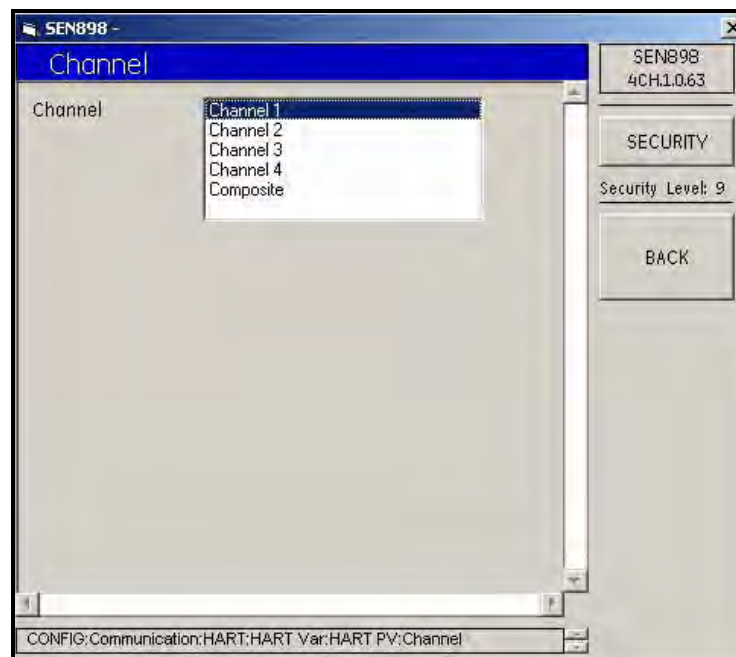 SEN898 -
Channel
Channel
Channel 1
Channel 2
Channel 3
Channel 4
Composite
SEN898
4CH.1.0.63
SECURITY
Security Level: 9
BACK
CONFIG:Communication:HART:HART Var:HART PV:Channel